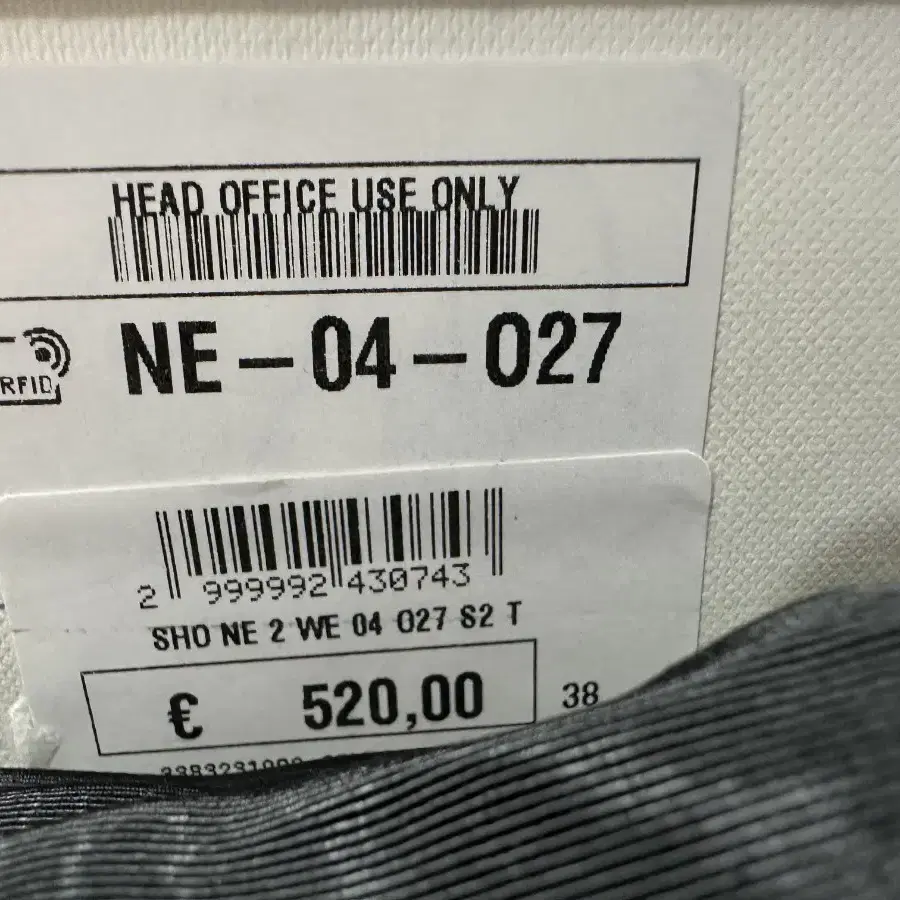 HEAD OFFICE USE ONLY
RFID
NE-04-027
2 999992 430743
SHO NE 2 WE 04 027 S2 T
€ 520,00
38